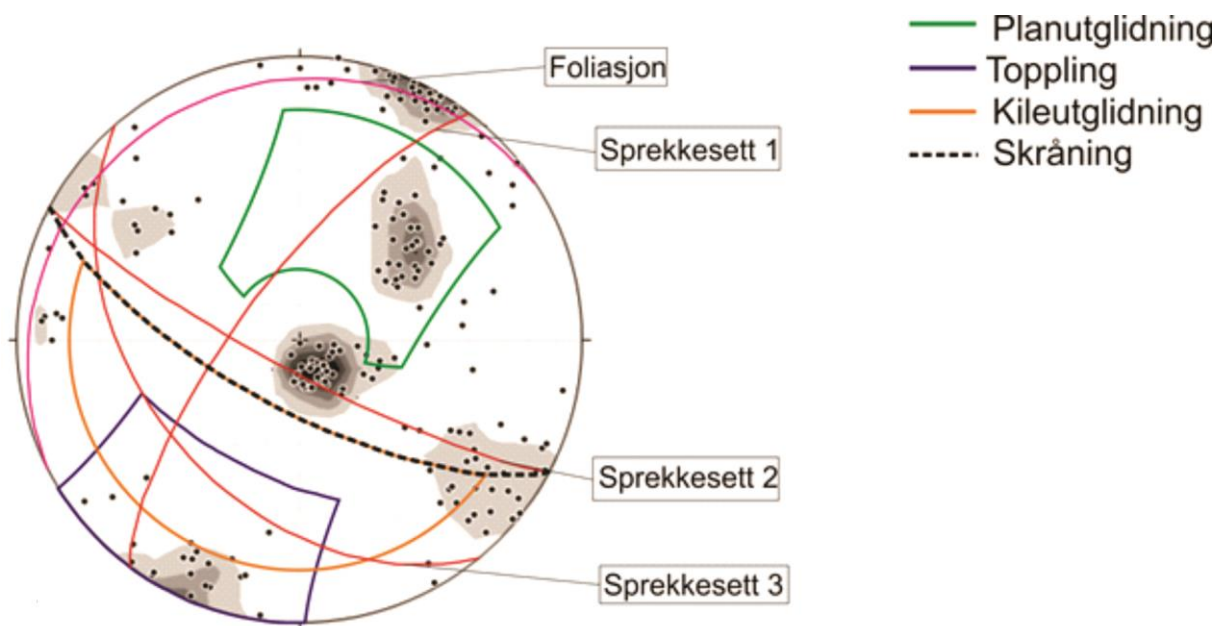 Foliasjon
Sprekkesett 1
Sprekkesett 2
Sprekkesett 3
Planutglidning
Toppling
Kileutglidning
Skråning